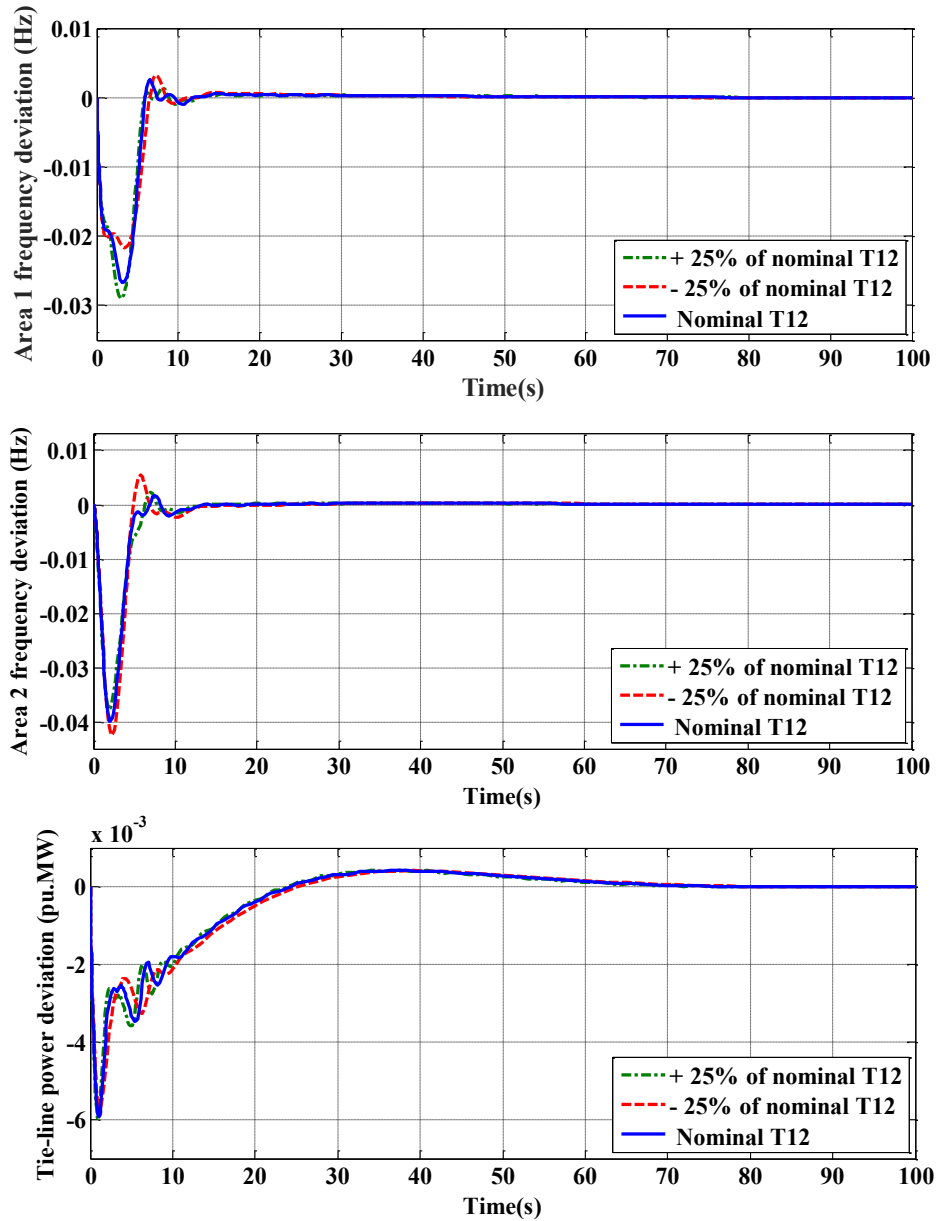 Area 1 frequency deviation (Hz)
0.01
0
-0.01
-0.02
-0.03
+ 25% of nominal T12
- 25% of nominal T12
Nominal T12
0 10 20 30 40 50 60 70 80 90 100
Time(s)
Area 2 frequency deviation (Hz)
0.01
0
-0.01
-0.02
-0.03
-0.04
+ 25% of nominal T12
- 25% of nominal T12
Nominal T12
0 10 20 30 40 50 60 70 80 90 100
Time(s)
Tie-line power deviation (pu.MW)
x 10⁻³
0
-2
-4
-6
+ 25% of nominal T12
- 25% of nominal T12
Nominal T12
0 10 20 30 40 50 60 70 80 90 100
Time(s)